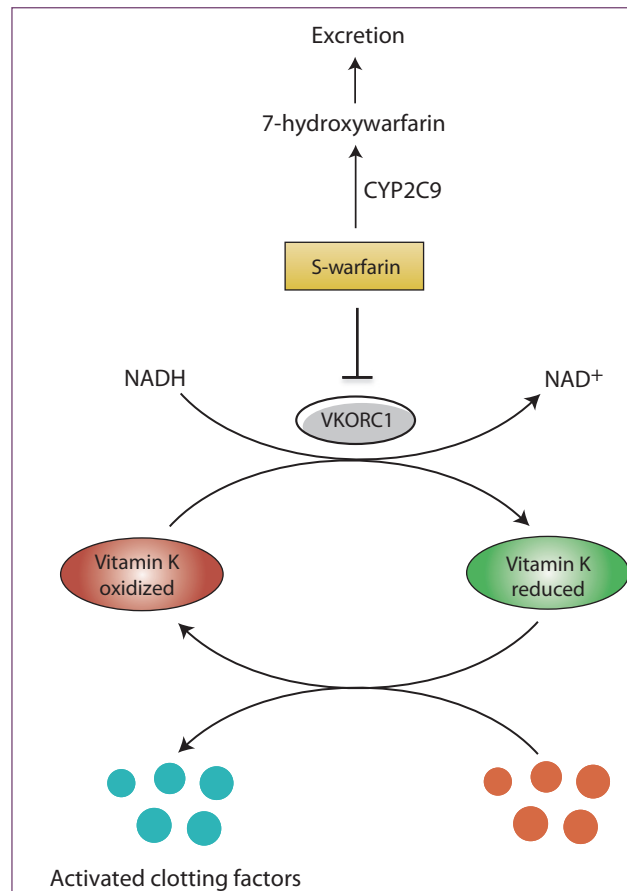 Excretion
7-hydroxywarfarin
CYP2C9
S-warfarin
NADH
NAD+
VKORC1
Vitamin K
oxidized
Vitamin K
reduced
Activated clotting factors